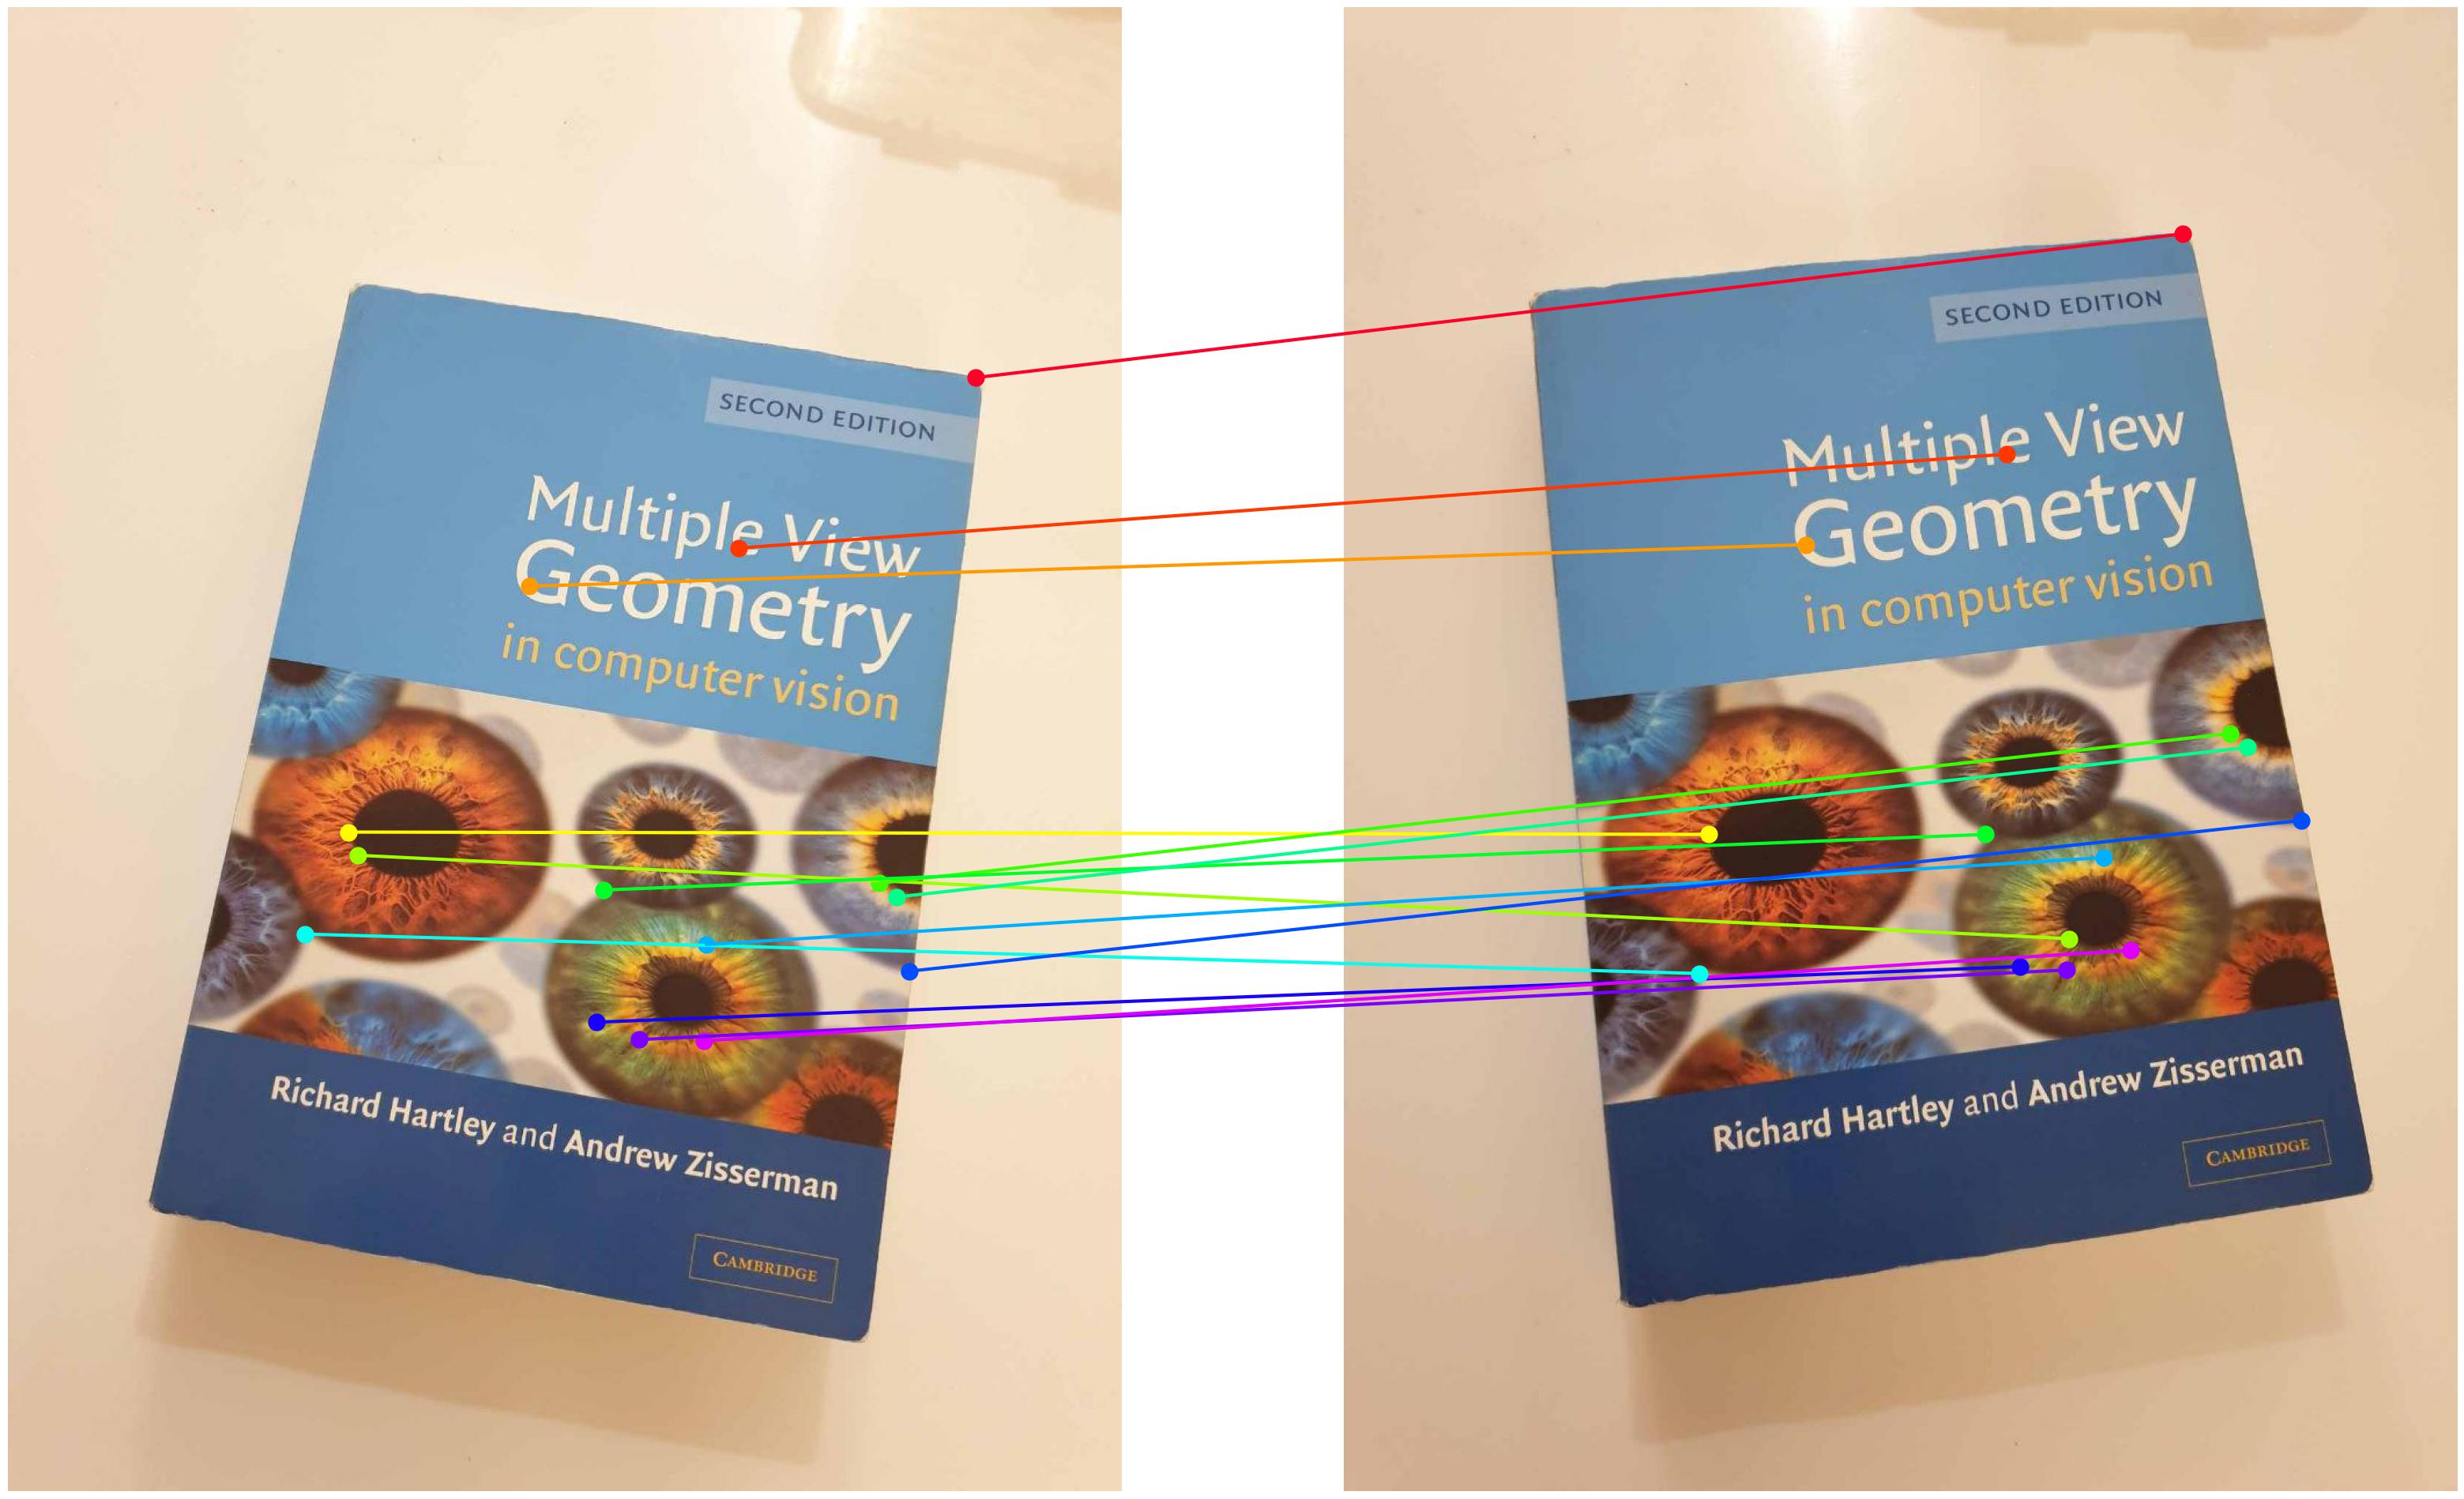 SECOND EDITION
Multiple View
Geometry
in computer vision
Richard Hartley and Andrew Zisserman
CAMBRIDGE
SECOND EDITION
Multiple View
Geometry
in computer vision
Richard Hartley and Andrew Zisserman
CAMBRIDGE